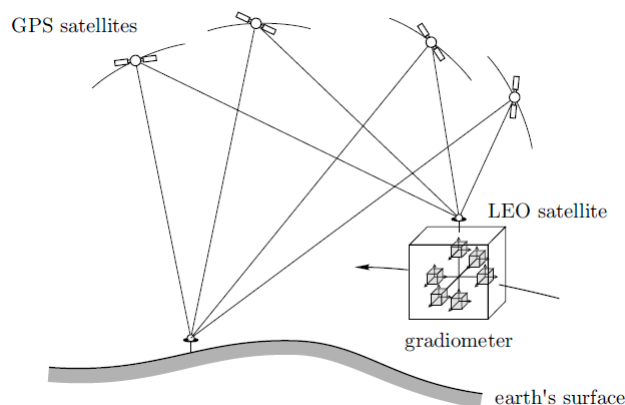 GPS satellites
LEO satellite
gradiometer
earth's surface